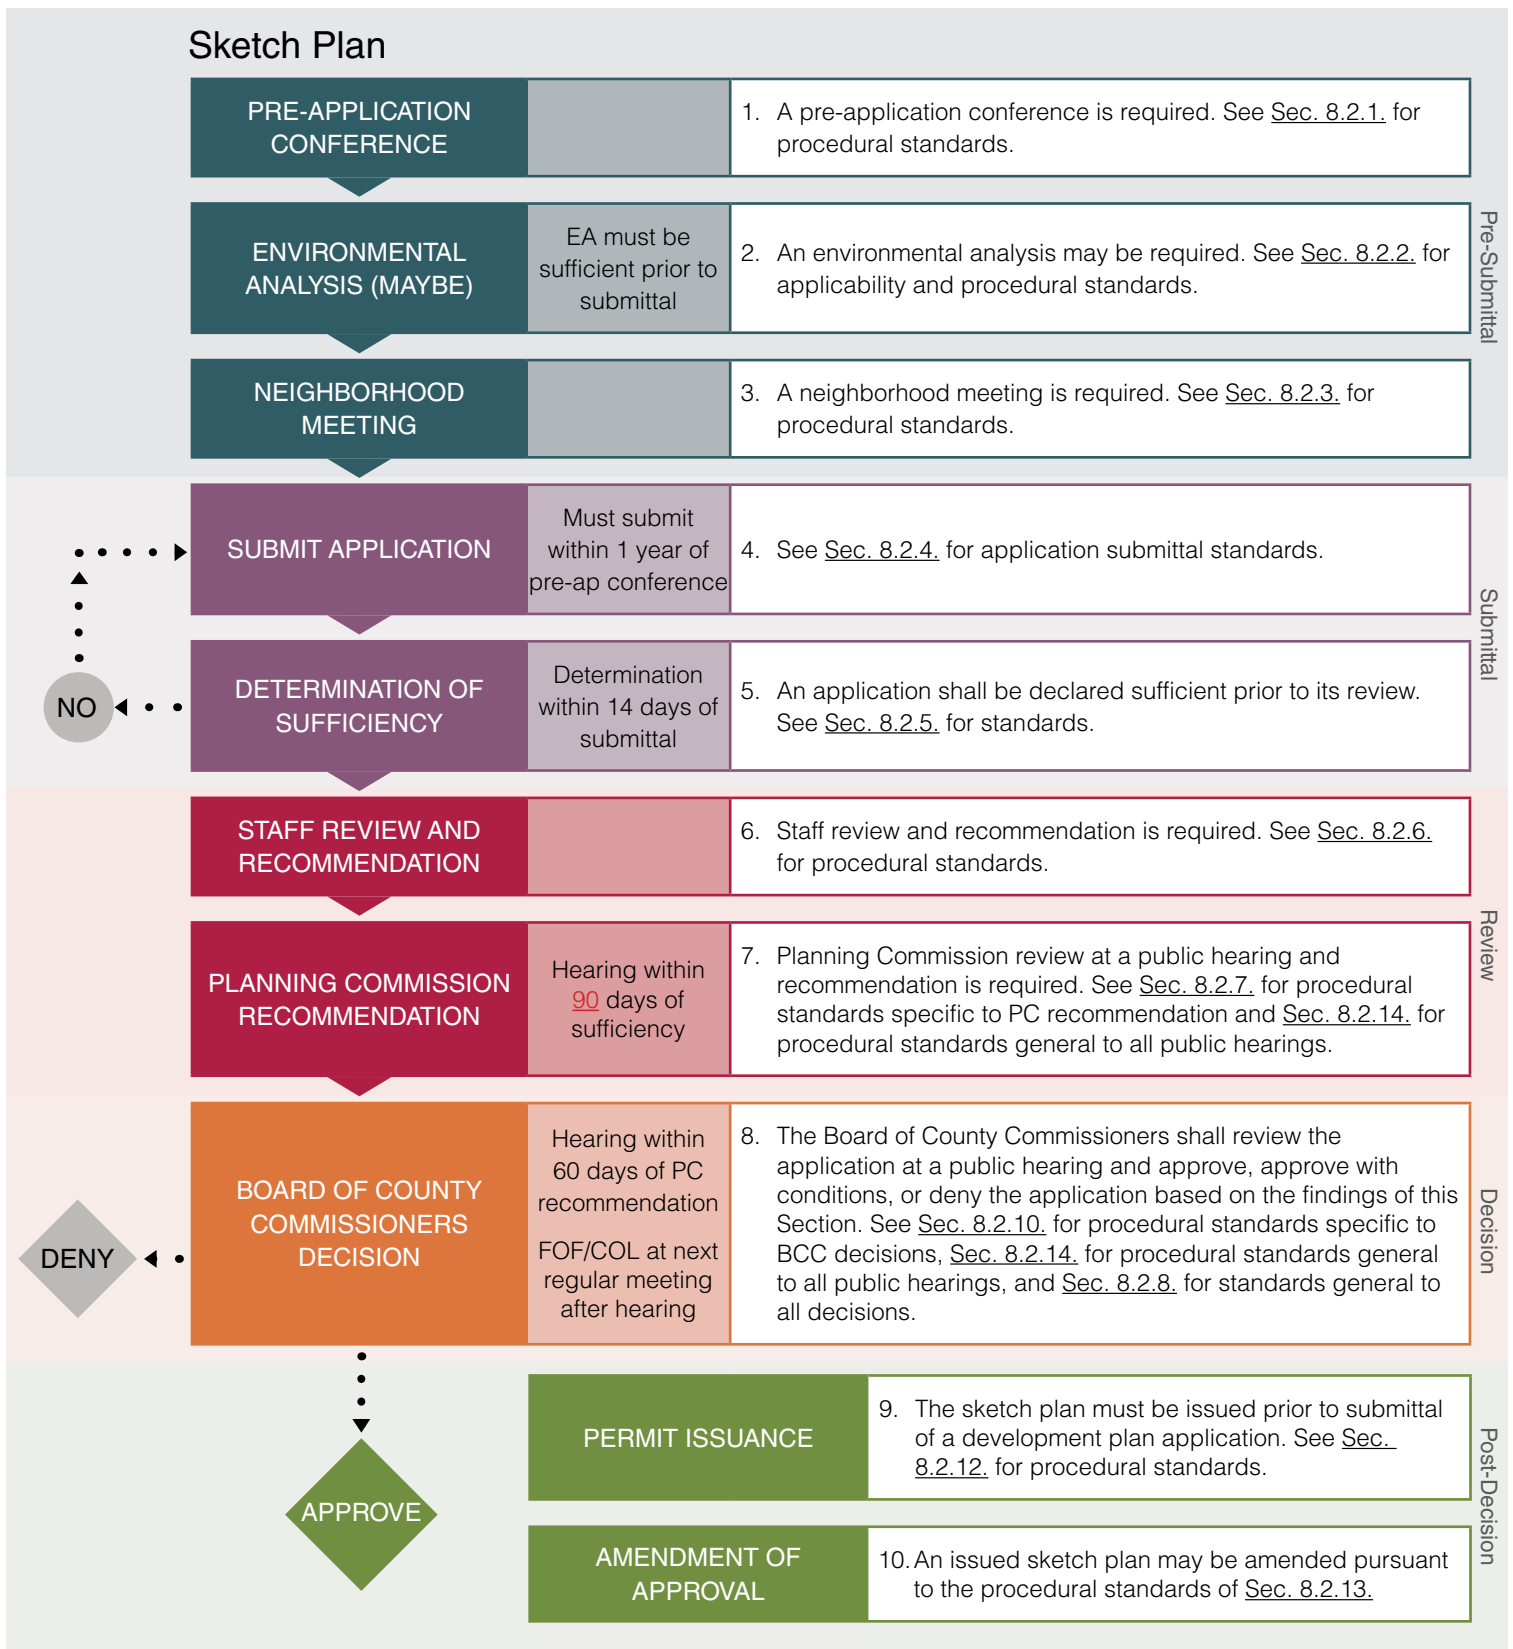 Sketch Plan
PRE-APPLICATION
CONFERENCE
1. A pre-application conference is required. See Sec. 8.2.1. for
procedural standards.
ENVIRONMENTAL
ANALYSIS (MAYBE)
EA must be
sufficient prior to
submittal
2. An environmental analysis may be required. See Sec. 8.2.2. for
applicability and procedural standards.
NEIGHBORHOOD
MEETING
3. A neighborhood meeting is required. See Sec. 8.2.3. for
procedural standards.
Pre-Submittal
SUBMIT APPLICATION
Must submit
within 1 year of
pre-ap conference
4. See Sec. 8.2.4. for application submittal standards.
NO
DETERMINATION OF
SUFFICIENCY
Determination
within 14 days of
submittal
5. An application shall be declared sufficient prior to its review.
See Sec. 8.2.5. for standards.
Submittal
STAFF REVIEW AND
RECOMMENDATION
6. Staff review and recommendation is required. See Sec. 8.2.6.
for procedural standards.
PLANNING COMMISSION
RECOMMENDATION
Hearing within
90 days of
sufficiency
7. Planning Commission review at a public hearing and
recommendation is required. See Sec. 8.2.7. for procedural
standards specific to PC recommendation and Sec. 8.2.14. for
procedural standards general to all public hearings.
Review
DENY
BOARD OF COUNTY
COMMISSIONERS
DECISION
Hearing within
60 days of PC
recommendation
FOF/COL at next
regular meeting
after hearing
8. The Board of County Commissioners shall review the
application at a public hearing and approve, approve with
conditions, or deny the application based on the findings of this
Section. See Sec. 8.2.10. for procedural standards specific to
BCC decisions, Sec. 8.2.14. for procedural standards general
to all public hearings, and Sec. 8.2.8. for standards general to
all decisions.
Decision
APPROVE
PERMIT ISSUANCE
9. The sketch plan must be issued prior to submittal
of a development plan application. See Sec.
8.2.12. for procedural standards.
AMENDMENT OF
APPROVAL
10. An issued sketch plan may be amended pursuant
to the procedural standards of Sec. 8.2.13.
Post-Decision